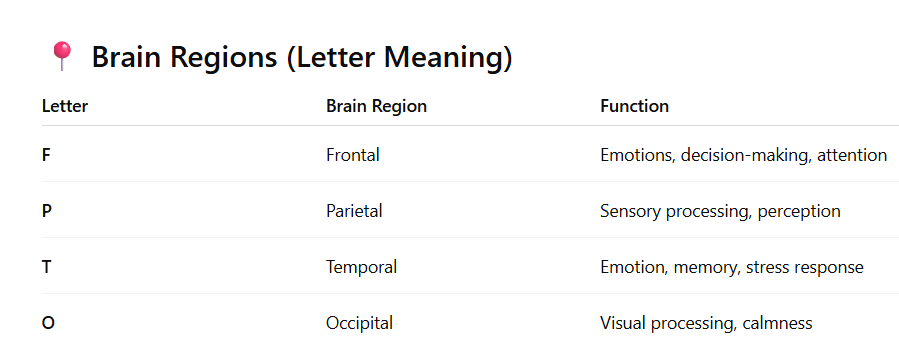 📍 Brain Regions (Letter Meaning)
Letter Brain Region Function
F Frontal Emotions, decision-making, attention
P Parietal Sensory processing, perception
T Temporal Emotion, memory, stress response
O Occipital Visual processing, calmness